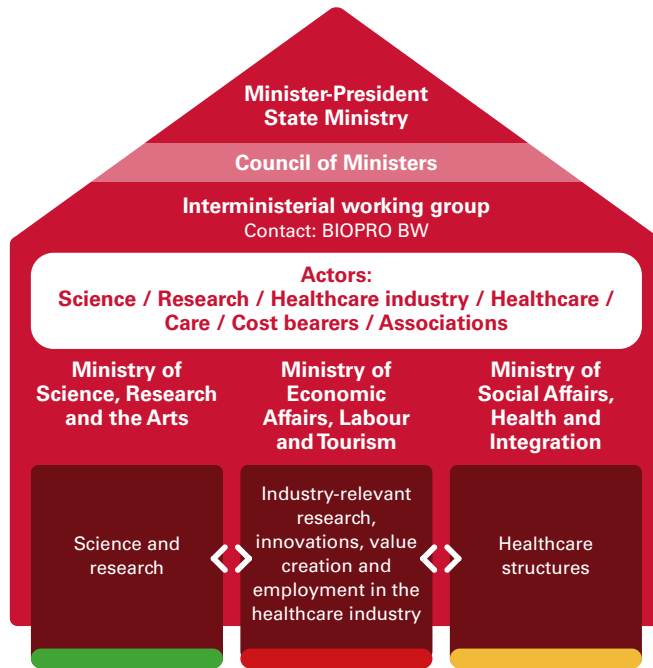 Minister-President
State Ministry
Council of Ministers
Interministerial working group
Contact: BIOPRO BW
Actors:
Science / Research / Healthcare industry / Healthcare /
Care / Cost bearers / Associations
Ministry of
Science, Research
and the Arts
Ministry of
Economic
Affairs, Labour
and Tourism
Ministry of
Social Affairs,
Health and
Integration
Science and
research
Industry-relevant
research,
innovations, value
creation and
employment in the
healthcare industry
Healthcare
structures